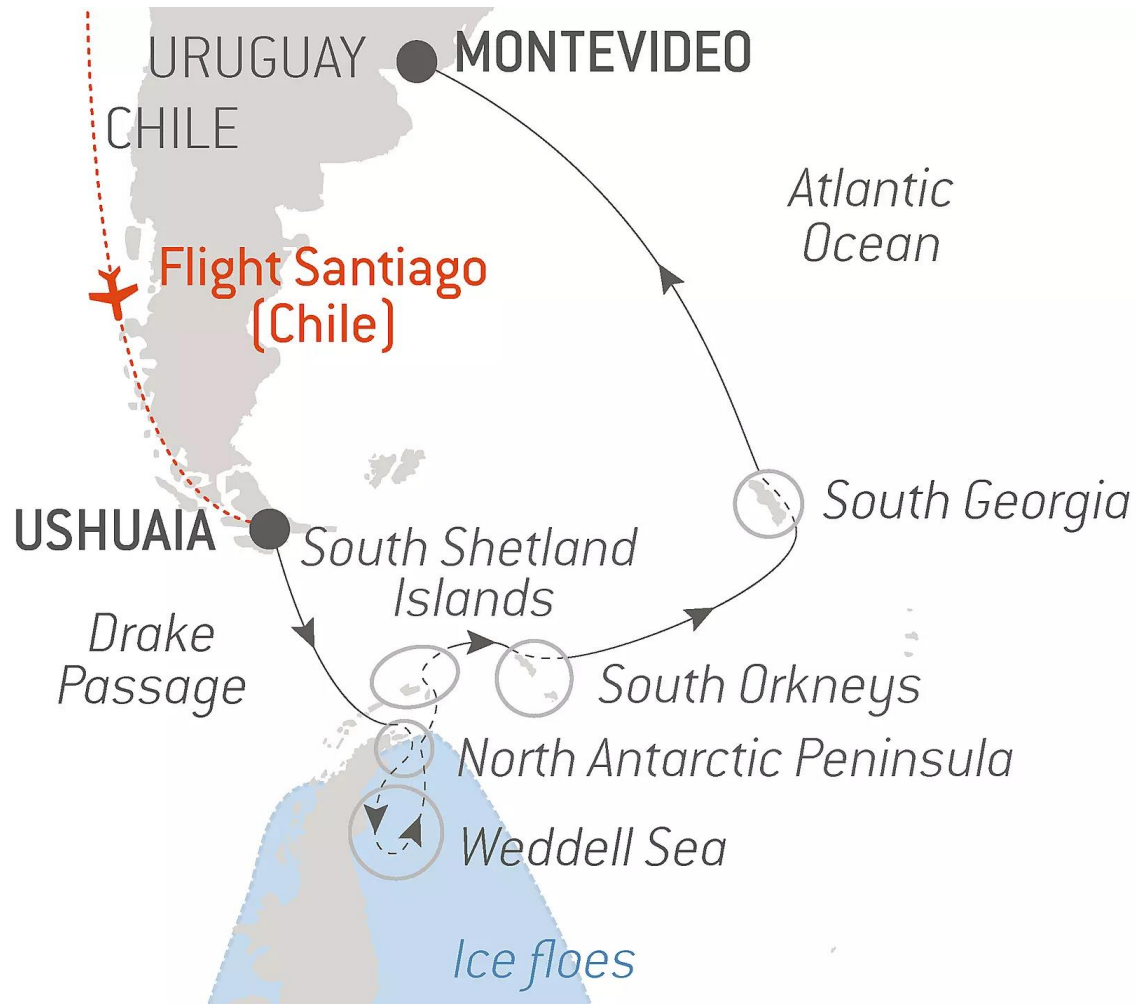 URUGUAY
MONTEVIDEO
CHILE
Atlantic
Ocean
Flight Santiago
(Chile)
South Georgia
USHUAIA
South Shetland
Islands
Drake
Passage
South Orkneys
North Antarctic Peninsula
Weddell Sea
Ice floes